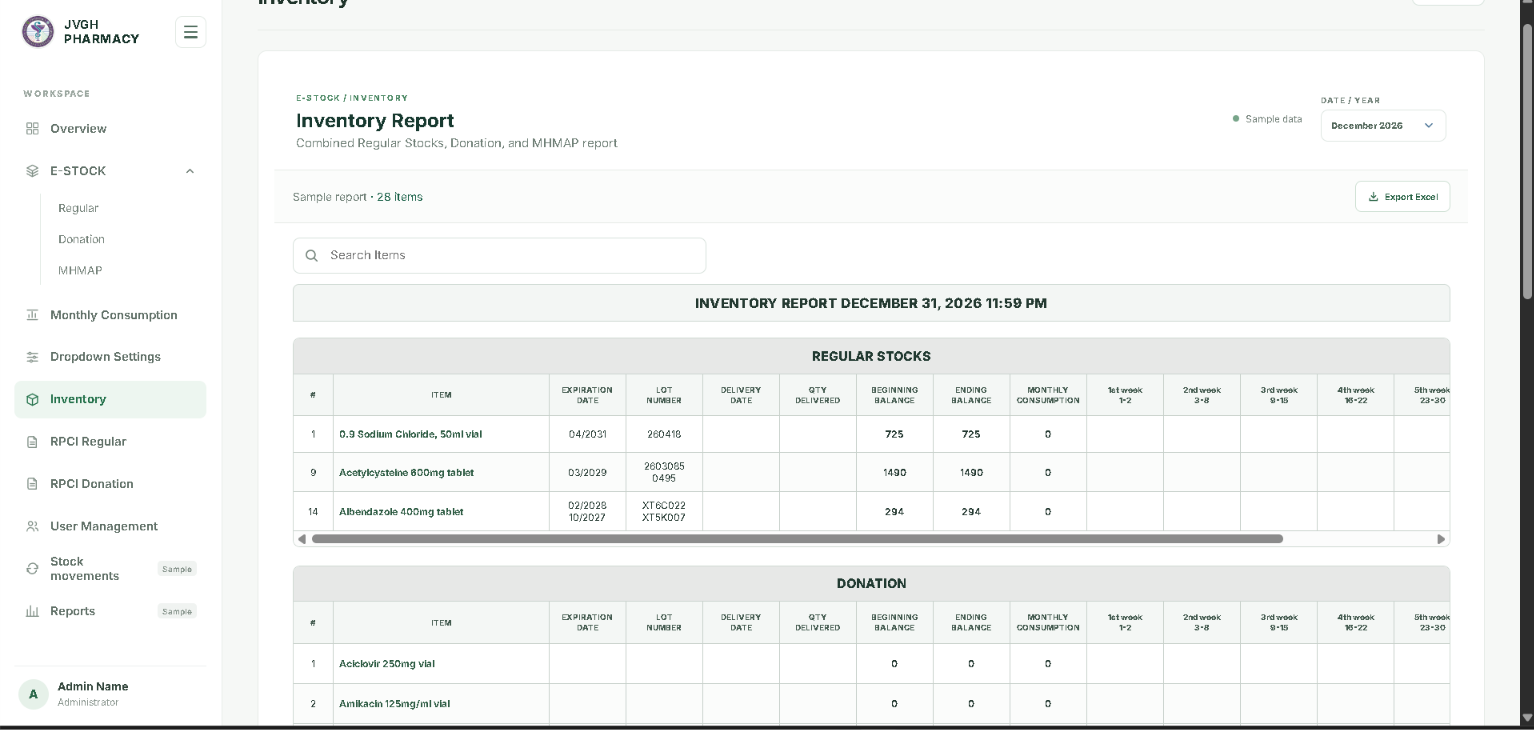 JVGH
PHARMACY
WORKSPACE
Overview
E-STOCK
Regular
Donation
MHMAP
Monthly Consumption
Dropdown Settings
Inventory
RPCI Regular
RPCI Donation
User Management
Stock
movements
Sample
Reports
Sample
A
Admin Name
Administrator
Inventory
E-STOCK / INVENTORY
Inventory Report
Combined Regular Stocks, Donation, and MHMAP report
Sample data
DATE / YEAR
December 2026
Sample report · 28 items
Export Excel
Search Items
INVENTORY REPORT DECEMBER 31, 2026 11:59 PM
REGULAR STOCKS
# ITEM EXPIRATION DATE LOT NUMBER DELIVERY DATE QTY DELIVERED BEGINNING BALANCE ENDING BALANCE MONTHLY CONSUMPTION 1st week 1-2 2nd week 3-8 3rd week 9-15 4th week 16-22 5th week 23-30
1 0.9 Sodium Chloride, 50ml vial 04/2031 260418 725 725 0
9 Acetylcysteine 600mg tablet 03/2029 2603085 0495 1490 1490 0
14 Albendazole 400mg tablet 02/2028 10/2027 XT6C022 XT5K007 294 294 0
DONATION
# ITEM EXPIRATION DATE LOT NUMBER DELIVERY DATE QTY DELIVERED BEGINNING BALANCE ENDING BALANCE MONTHLY CONSUMPTION 1st week 1-2 2nd week 3-8 3rd week 9-15 4th week 16-22 5th week 23-30
1 Aciclovir 250mg vial 0 0 0
2 Amikacin 125mg/ml vial 0 0 0